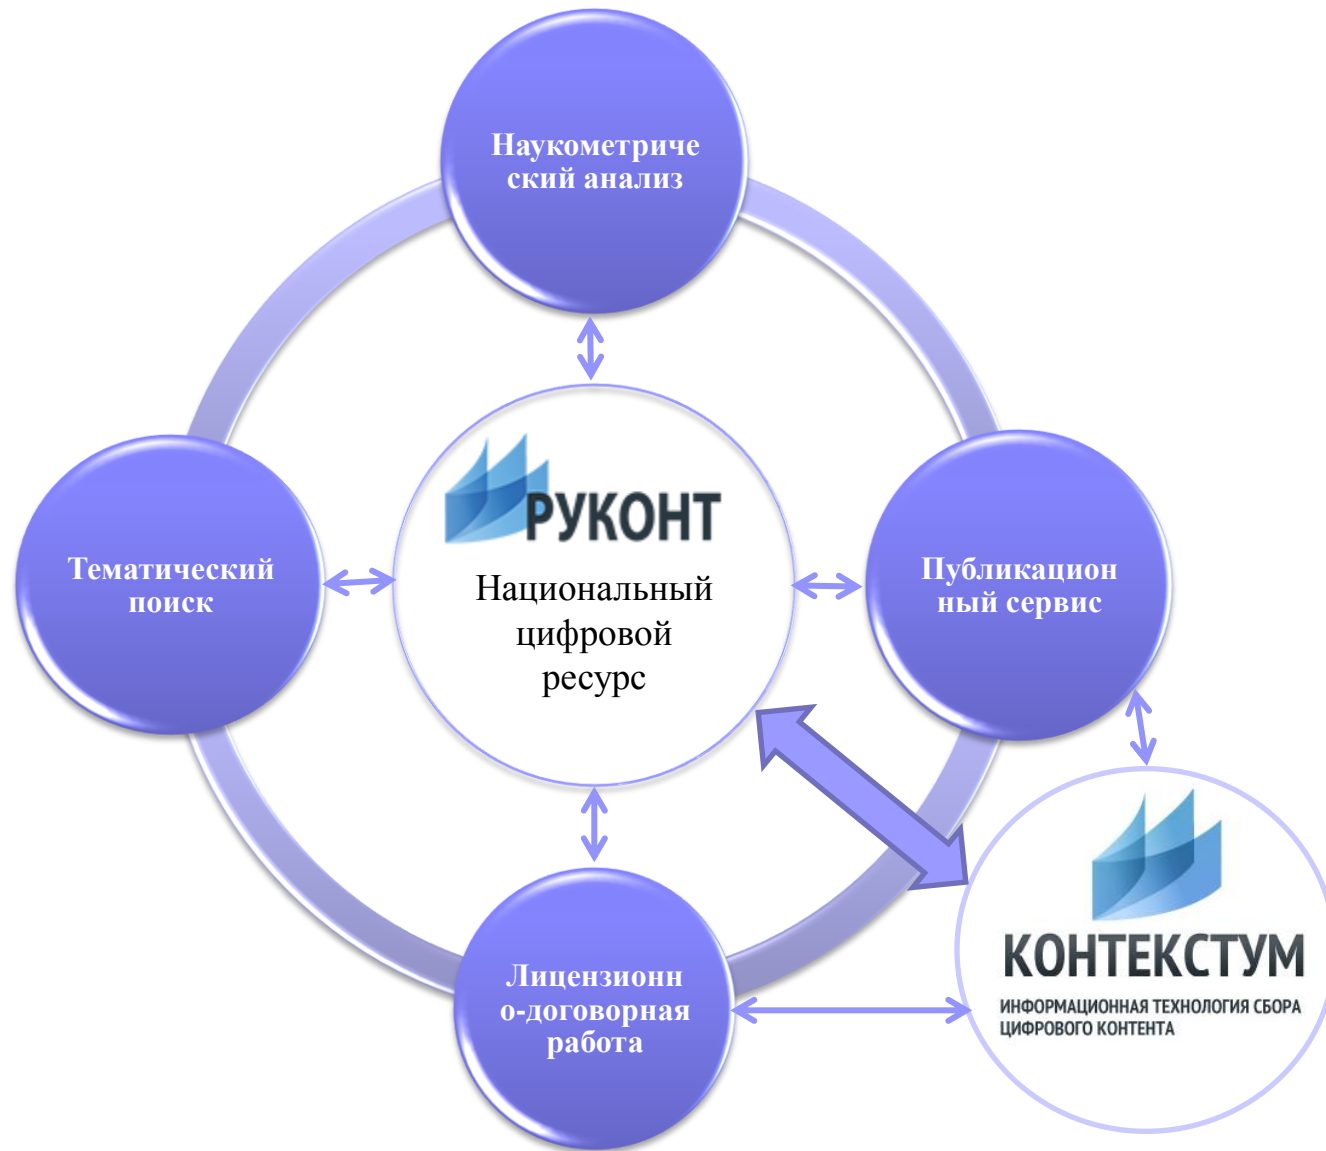 Наукометриче
ский анализ
РУКОНТ
Национальный
цифровой
ресурс
Тематический
поиск
Публикацион
ный сервис
Лицензионн
о-договорная
работа
КОНТЕКСТУМ
ИНФОРМАЦИОННАЯ ТЕХНОЛОГИЯ СБОРА
ЦИФРОВОГО КОНТЕНТА